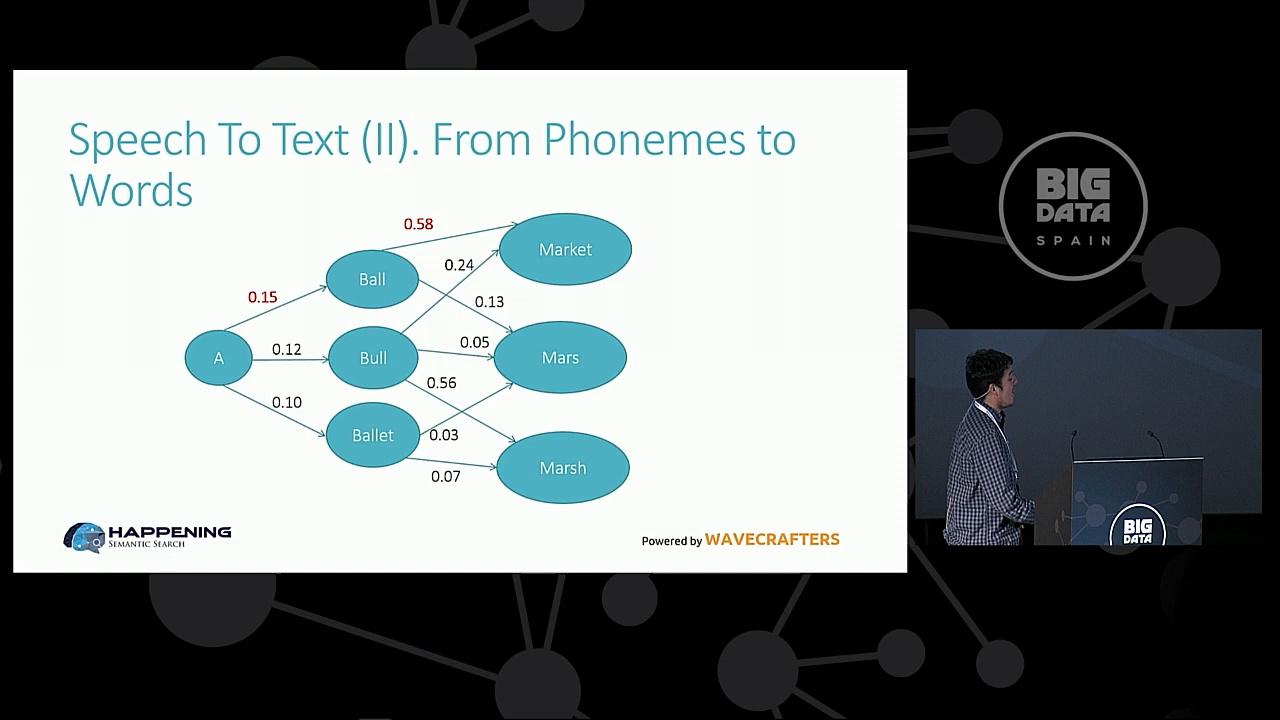 Speech To Text (II). From Phonemes to
Words
0.58
Market
0.24
Ball
0.13
0.15
A
0.12
Bull
0.05
Mars
0.56
0.10
Ballet
0.03
Marsh
0.07
HAPPENING
SEMANTIC SEARCH
Powered by WAVECRAFTERS
BIG
DATA
SPAIN
BIG
DATA